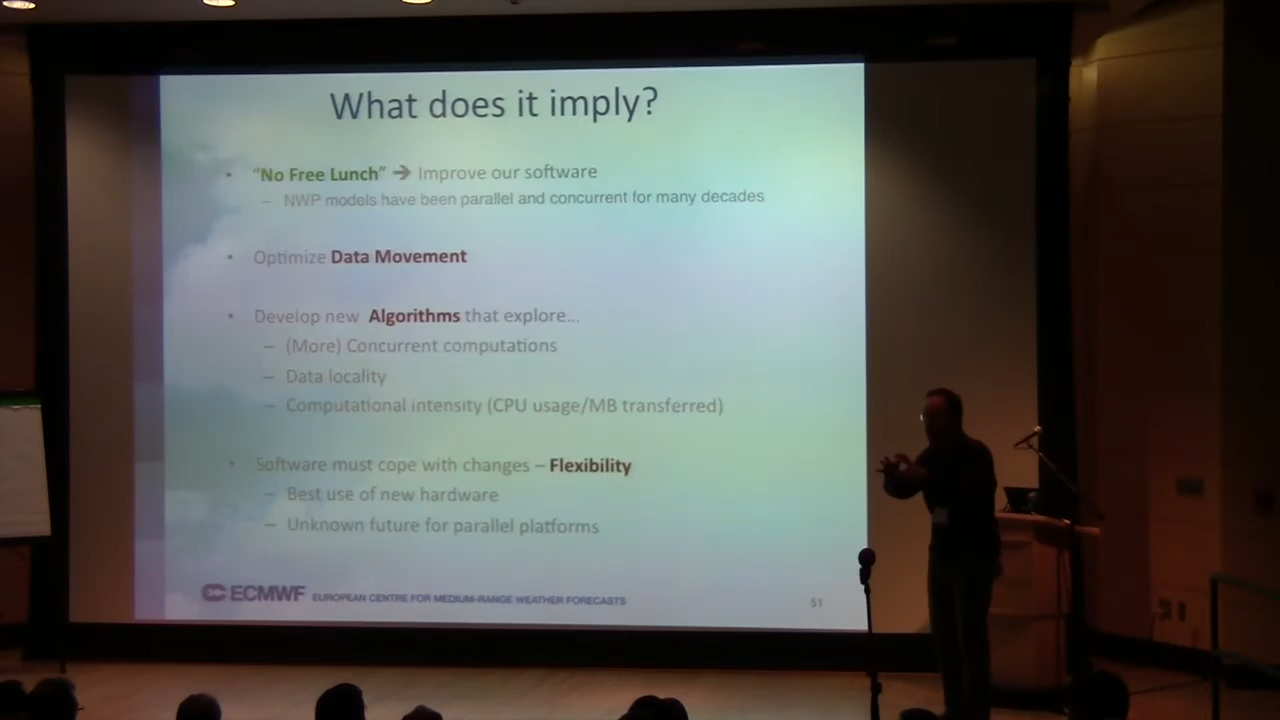 What does it imply?
• “No Free Lunch” ➔ Improve our software
– NWP models have been parallel and concurrent for many decades
• Optimize Data Movement
• Develop new Algorithms that explore...
– (More) Concurrent computations
– Data locality
– Computational intensity (CPU usage/MB transferred)
• Software must cope with changes – Flexibility
– Best use of new hardware
– Unknown future for parallel platforms
ECMWF EUROPEAN CENTRE FOR MEDIUM-RANGE WEATHER FORECASTS
51